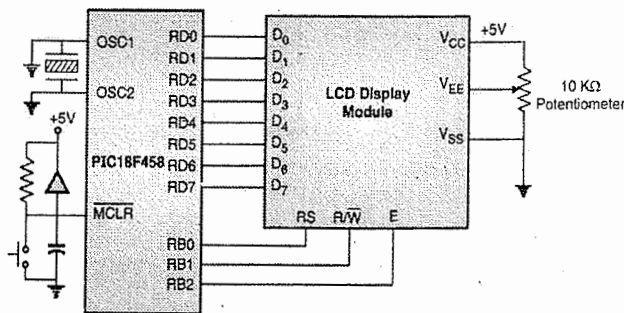 OSC1
OSC2
+5V
PIC18F458
MCLR
RD0
RD1
RD2
RD3
RD4
RD5
RD6
RD7
RB0
RB1
RB2
D0
D1
D2
D3
D4
D5
D6
D7
LCD Display
Module
RS
R/W̅
E
VCC
VEE
VSS
+5V
10 KΩ
Potentiometer